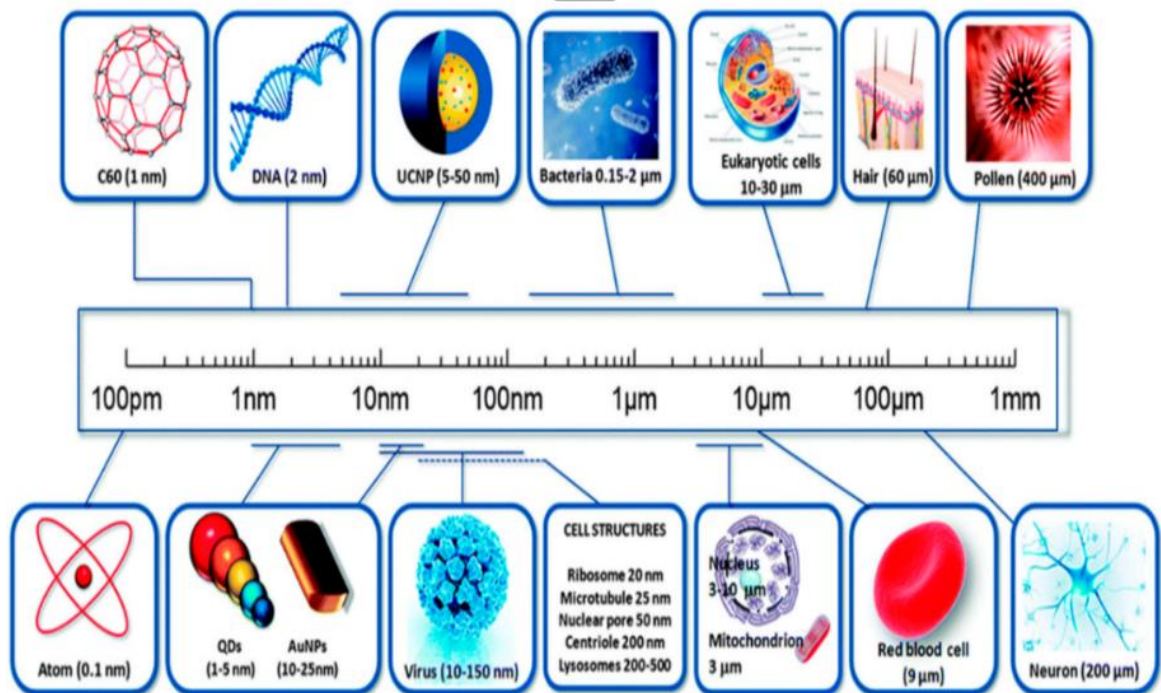 C60 (1 nm)
DNA (2 nm)
UCNP (5-50 nm)
Bacteria 0.15-2 µm
Eukaryotic cells
10-30 µm
Hair (60 µm)
Pollen (400 µm)
100pm 1nm 10nm 100nm 1µm 10µm 100µm 1mm
Atom (0.1 nm)
QDs
(1-5 nm)
AuNPs
(10-25nm)
Virus (10-150 nm)
CELL STRUCTURES
Ribosome 20 nm
Microtubule 25 nm
Nuclear pore 50 nm
Centriole 200 nm
Lysosomes 200-500
Nucleus
3-10 µm
Mitochondrion
3 µm
Red blood cell
(9 µm)
Neuron (200 µm)